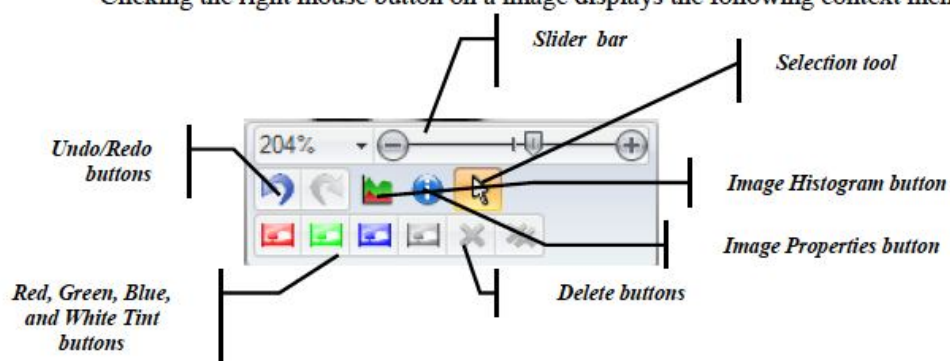 Clicking the right mouse button on a image displays the following context men
Slider bar
Selection tool
Undo/Redo
buttons
204%
Image Histogram button
Image Properties button
Red, Green, Blue,
and White Tint
buttons
Delete buttons